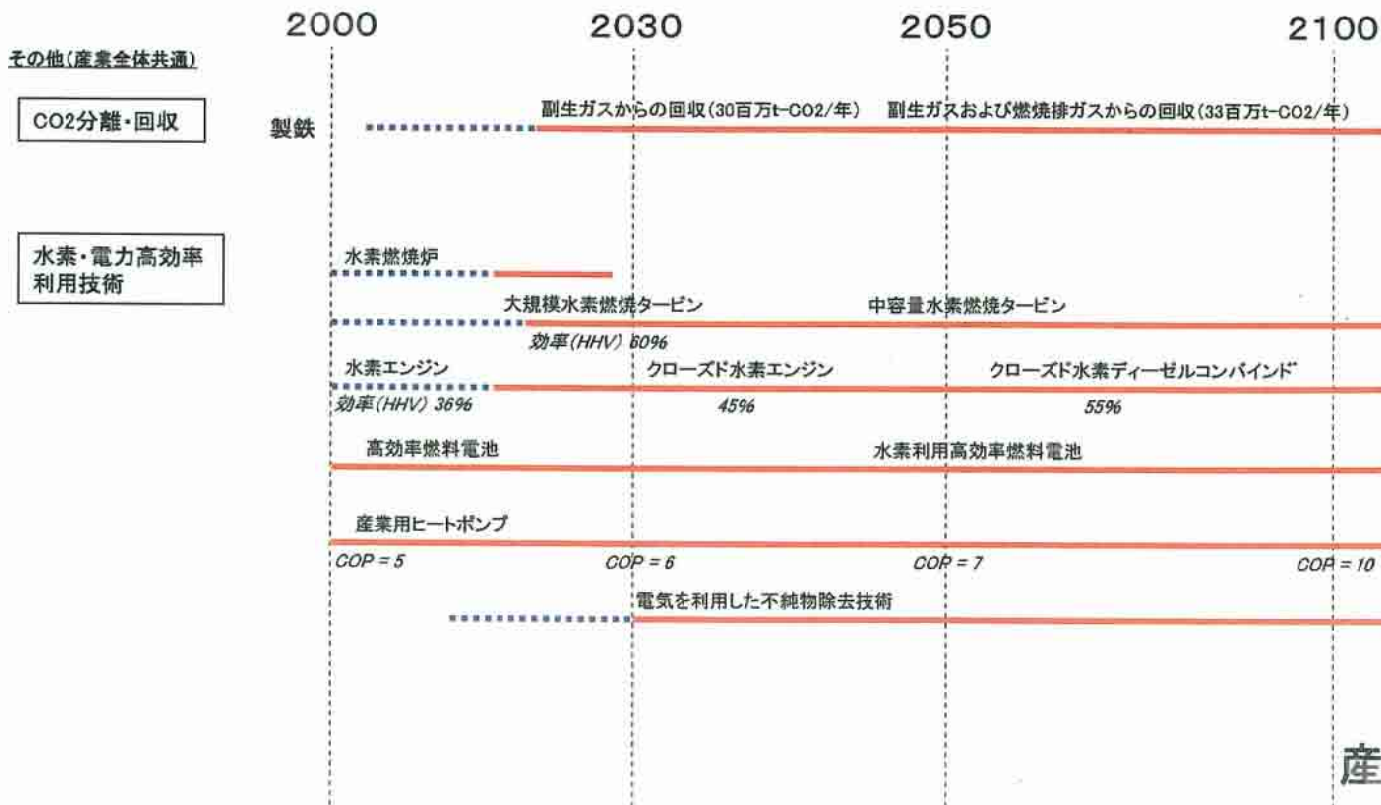 2000 2030 2050 2100
その他(産業全体共通)
CO2分離・回収
製鉄
副生ガスからの回収(30百万t-CO2/年) 副生ガスおよび燃焼排ガスからの回収(33百万t-CO2/年)
水素・電力高効率
利用技術
水素燃焼炉
大規模水素燃焼タービン 中容量水素燃焼タービン
効率(HHV) 60%
水素エンジン クローズド水素エンジン クローズド水素ディーゼルコンバインド
効率(HHV) 36% 45% 55%
高効率燃料電池 水素利用高効率燃料電池
産業用ヒートポンプ
COP = 5 COP = 6 COP = 7 COP = 10
電気を利用した不純物除去技術
産